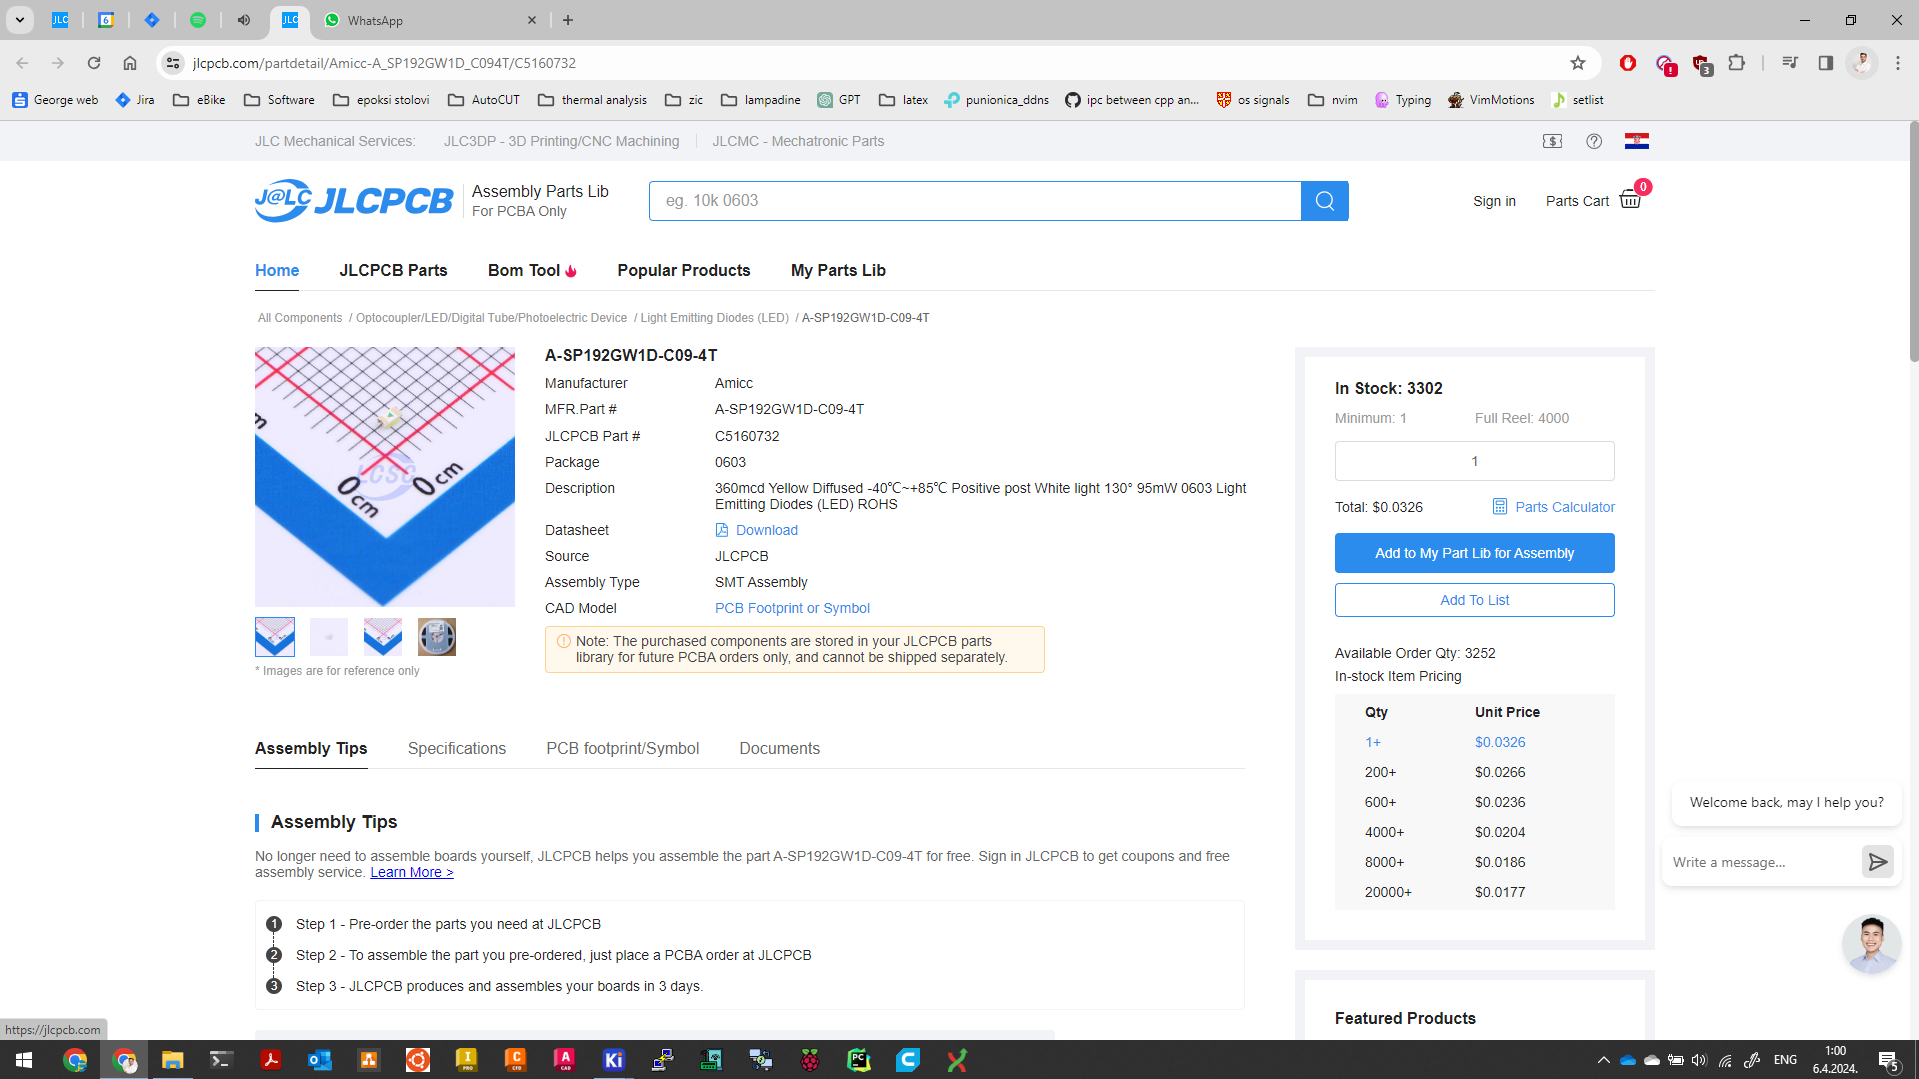 WhatsApp
jlcpcb.com/partdetail/Amicc-A_SP192GW1D_C094T/C5160732
George web
Jira
eBike
Software
epoksi stolovi
AutoCUT
thermal analysis
zic
lampadine
GPT
latex
punionica_ddns
ipc between cpp an...
os signals
nvim
Typing
VimMotions
setlist
JLC Mechanical Services:
JLC3DP - 3D Printing/CNC Machining
JLCMC - Mechatronic Parts
J@LC JLCPCB
Assembly Parts Lib
For PCBA Only
eg. 10k 0603
Sign in
Parts Cart
0
Home
JLCPCB Parts
Bom Tool
Popular Products
My Parts Lib
All Components / Optocoupler/LED/Digital Tube/Photoelectric Device / Light Emitting Diodes (LED) / A-SP192GW1D-C09-4T
LCSC
0 cm
0 cm
* Images are for reference only
A-SP192GW1D-C09-4T
Manufacturer Amicc
MFR.Part # A-SP192GW1D-C09-4T
JLCPCB Part # C5160732
Package 0603
Description 360mcd Yellow Diffused -40℃~+85℃ Positive post White light 130° 95mW 0603 Light
Emitting Diodes (LED) ROHS
Datasheet Download
Source JLCPCB
Assembly Type SMT Assembly
CAD Model PCB Footprint or Symbol
Note: The purchased components are stored in your JLCPCB parts
library for future PCBA orders only, and cannot be shipped separately.
In Stock: 3302
Minimum: 1 Full Reel: 4000
1
Total: $0.0326 Parts Calculator
Add to My Part Lib for Assembly
Add To List
Available Order Qty: 3252
In-stock Item Pricing
Qty Unit Price
1+ $0.0326
200+ $0.0266
600+ $0.0236
4000+ $0.0204
8000+ $0.0186
20000+ $0.0177
Featured Products
Assembly Tips
Specifications
PCB footprint/Symbol
Documents
Assembly Tips
No longer need to assemble boards yourself, JLCPCB helps you assemble the part A-SP192GW1D-C09-4T for free. Sign in JLCPCB to get coupons and free
assembly service. Learn More >
1 Step 1 - Pre-order the parts you need at JLCPCB
2 Step 2 - To assemble the part you pre-ordered, just place a PCBA order at JLCPCB
3 Step 3 - JLCPCB produces and assembles your boards in 3 days.
Welcome back, may I help you?
Write a message...
https://jlcpcb.com
ENG
1:00
6.4.2024.
5